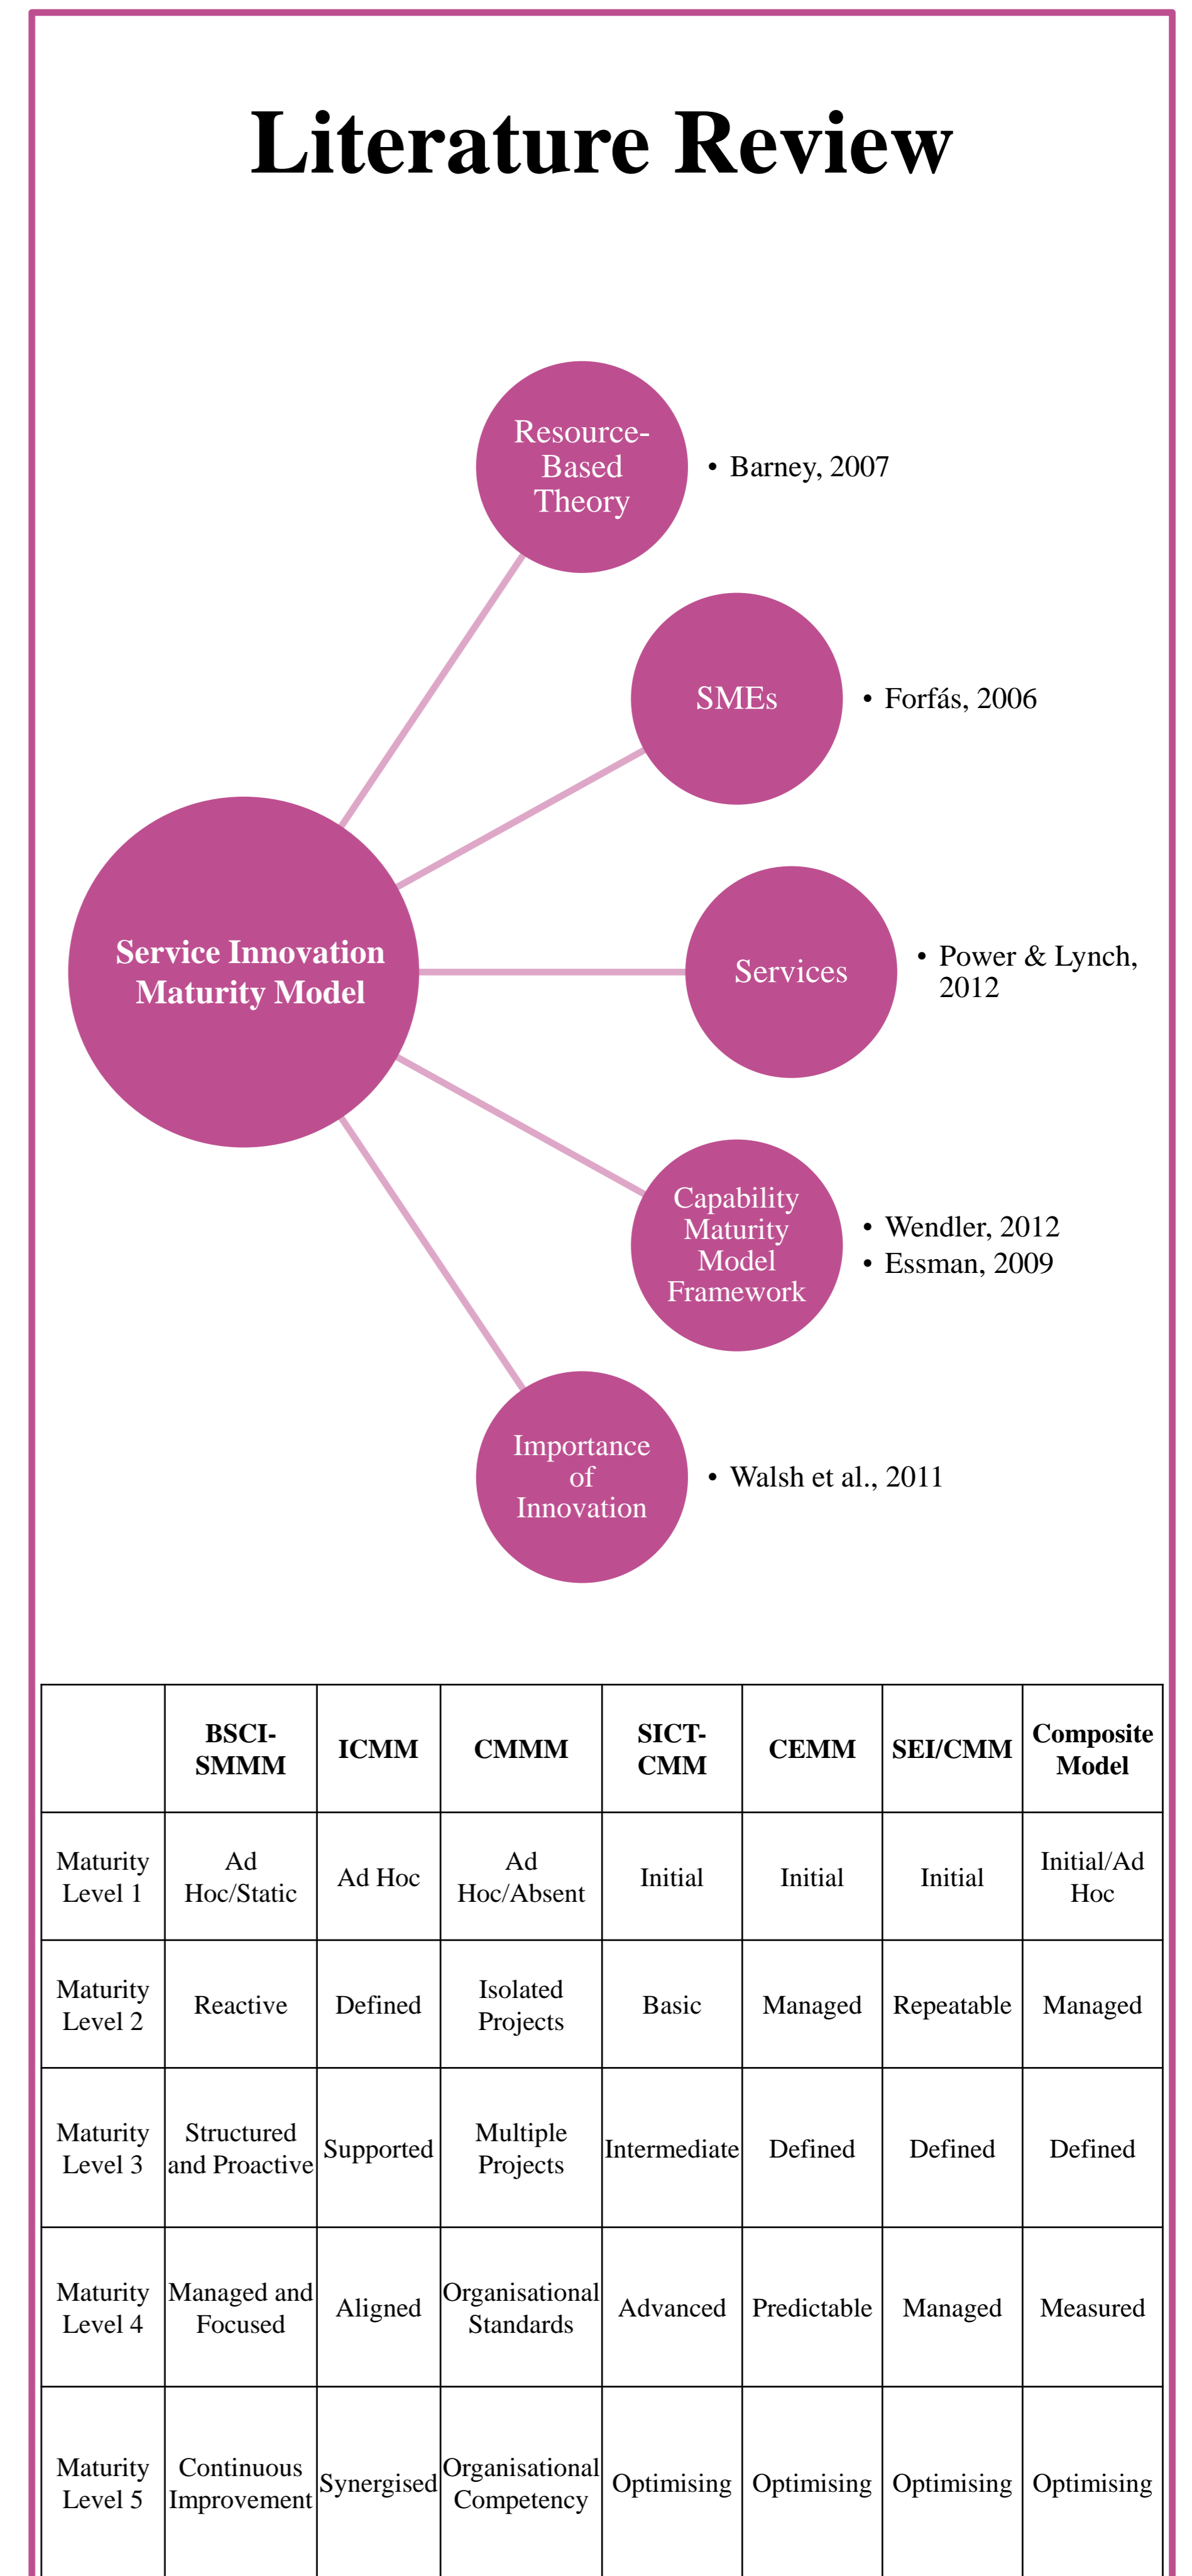 Literature Review
Resource-
Based
Theory
• Barney, 2007
SMEs
• Forfás, 2006
Service Innovation
Maturity Model
Services
• Power & Lynch,
2012
Capability
Maturity
Model
Framework
• Wendler, 2012
• Essman, 2009
Importance
of
Innovation
• Walsh et al., 2011
BSCI-
SMMM
ICMM
CMMM
SICT-
CMM
CEMM
SEI/CMM
Composite
Model
Maturity
Level 1
Ad
Hoc/Static
Ad Hoc
Ad
Hoc/Absent
Initial
Initial
Initial
Initial/Ad
Hoc
Maturity
Level 2
Reactive
Defined
Isolated
Projects
Basic
Managed
Repeatable
Managed
Maturity
Level 3
Structured
and Proactive
Supported
Multiple
Projects
Intermediate
Defined
Defined
Defined
Maturity
Level 4
Managed and
Focused
Aligned
Organisational
Standards
Advanced
Predictable
Managed
Measured
Maturity
Level 5
Continuous
Improvement
Synergised
Organisational
Competency
Optimising
Optimising
Optimising
Optimising